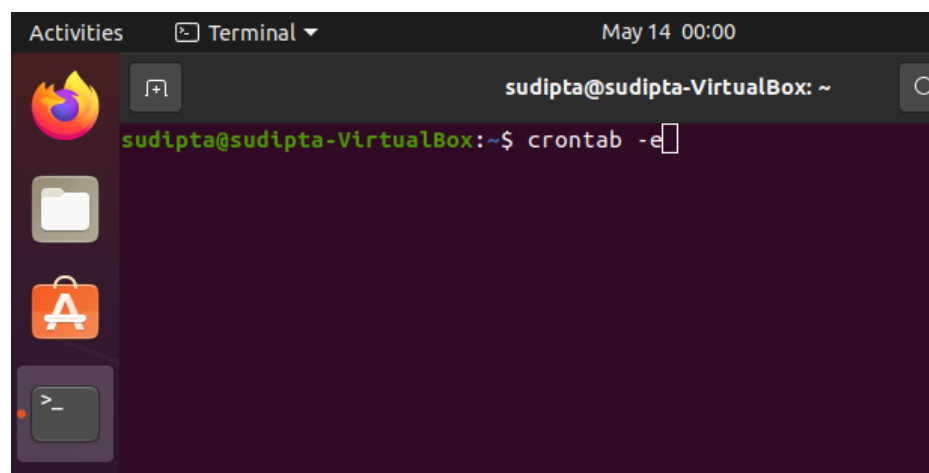 Activities Terminal May 14 00:00
sudipta@sudipta-VirtualBox: ~
sudipta@sudipta-VirtualBox:~$ crontab -e
>_